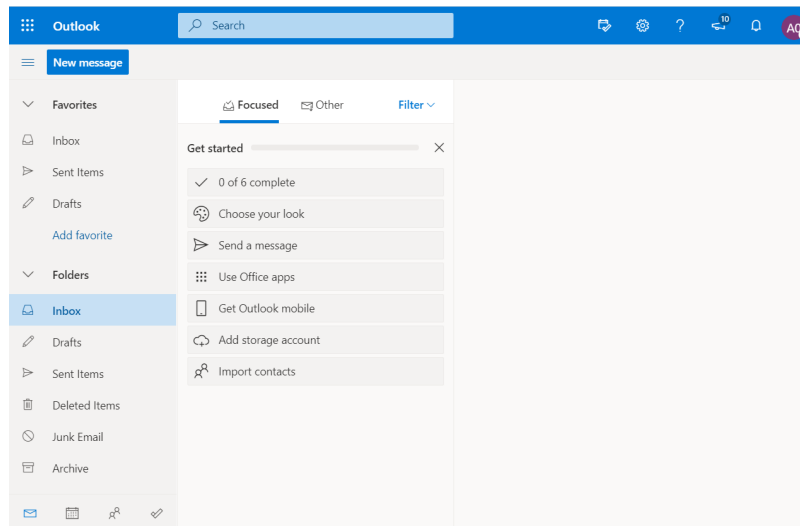 Outlook
Search
10
AQ
New message
Favorites
Inbox
Sent Items
Drafts
Add favorite
Folders
Inbox
Drafts
Sent Items
Deleted Items
Junk Email
Archive
Focused
Other
Filter
Get started
0 of 6 complete
Choose your look
Send a message
Use Office apps
Get Outlook mobile
Add storage account
Import contacts